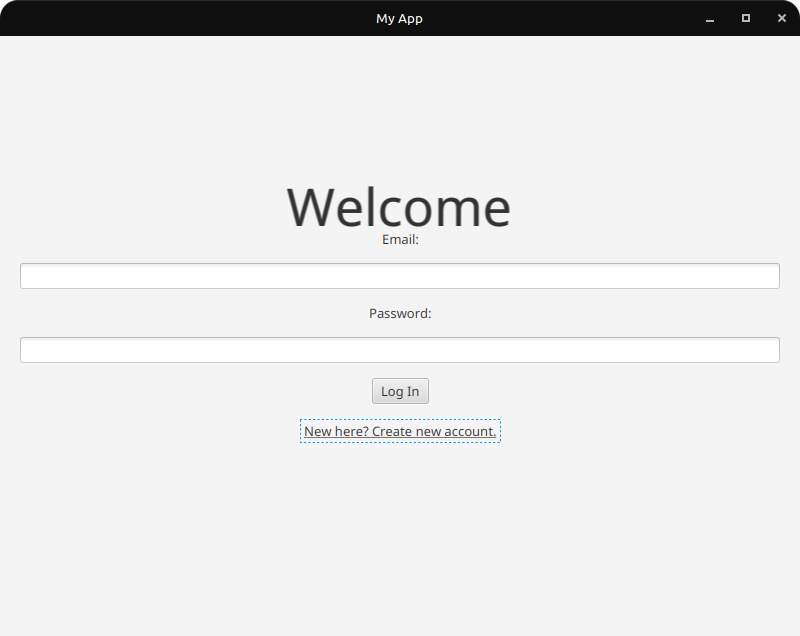 My App
Welcome
Email:
Password:
Log In
New here? Create new account.